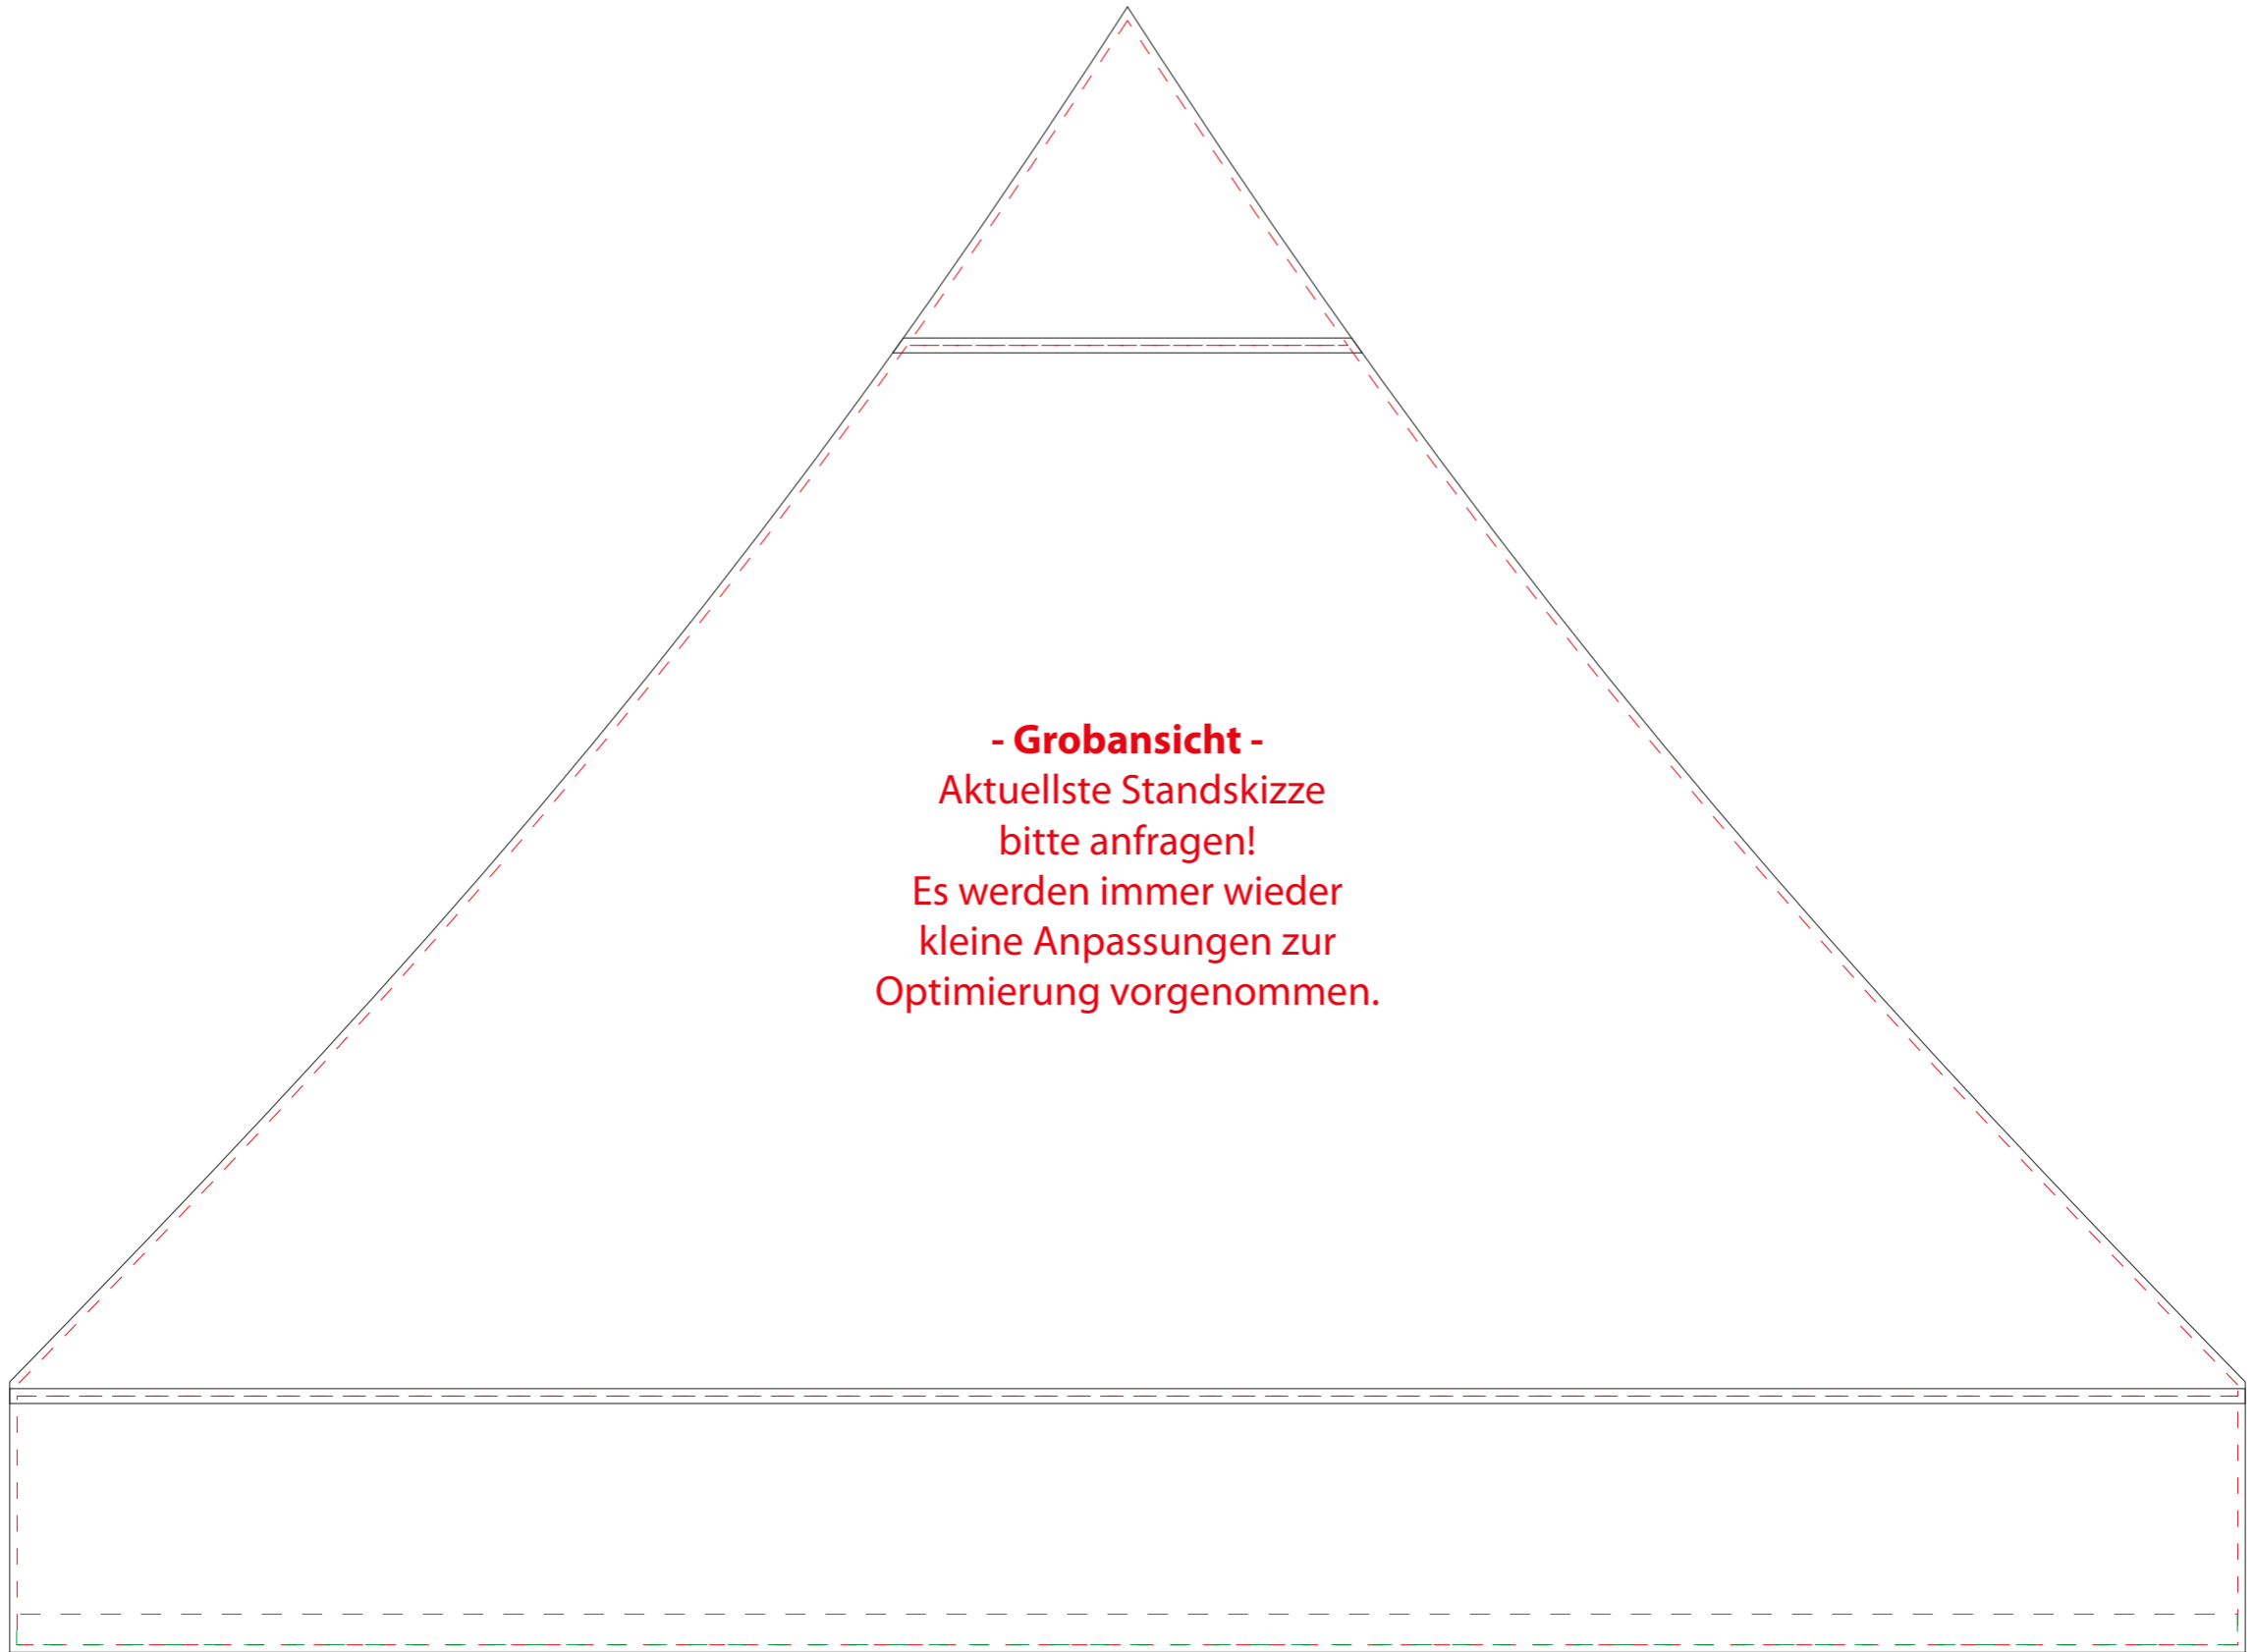 - Grobansicht -
Aktuellste Standskizze
bitte anfragen!
Es werden immer wieder
kleine Anpassungen zur
Optimierung vorgenommen.